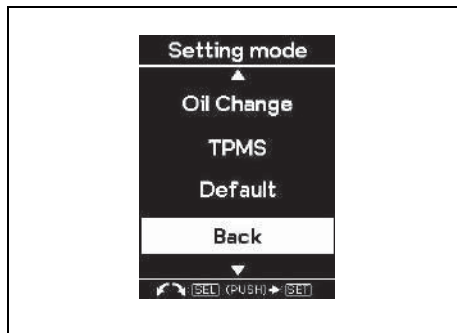 Setting mode
Oil Change
TPMS
Default
Back
SEL (PUSH) SET